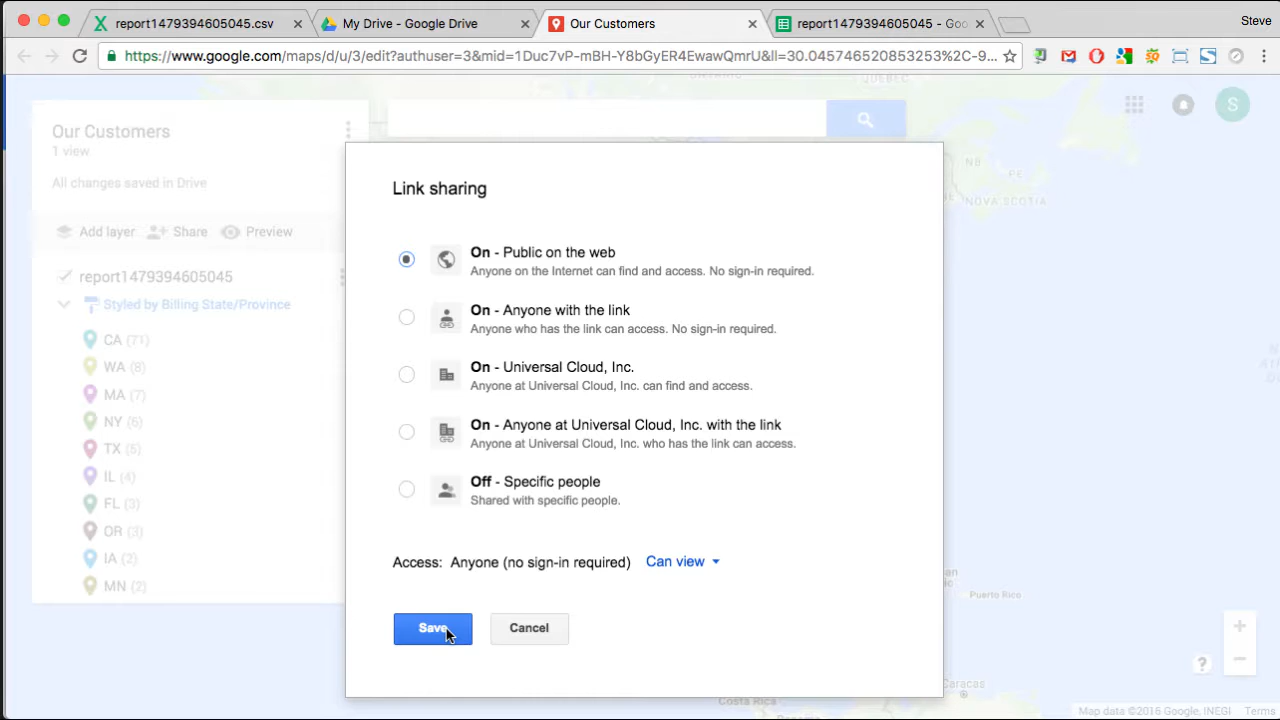 report1479394605045.csv
My Drive - Google Drive
Our Customers
report1479394605045 - Goo
Steve
https://www.google.com/maps/d/u/3/edit?authuser=3&mid=1Duc7vP-mBH-Y8bGyER4EwawQmrU&ll=30.045746520853253%2C-9...
QUÉBEC
S
Our Customers
1 view
All changes saved in Drive
Add layer
Share
Preview
report1479394605045
Styled by Billing State/Province
CA (71)
WA (8)
MA (7)
NY (6)
TX (5)
IL (4)
FL (3)
OR (3)
IA (2)
MN (2)
Link sharing
On - Public on the web
Anyone on the Internet can find and access. No sign-in required.
On - Anyone with the link
Anyone who has the link can access. No sign-in required.
On - Universal Cloud, Inc.
Anyone at Universal Cloud, Inc. can find and access.
On - Anyone at Universal Cloud, Inc. with the link
Anyone at Universal Cloud, Inc. who has the link can access.
Off - Specific people
Shared with specific people.
Access: Anyone (no sign-in required) Can view
Save
Cancel
NB
PE
NOVA SCOTIA
Puerto Rico
Caracas
Costa Rica
+
?
−
Map data ©2016 Google, INEGI
Terms